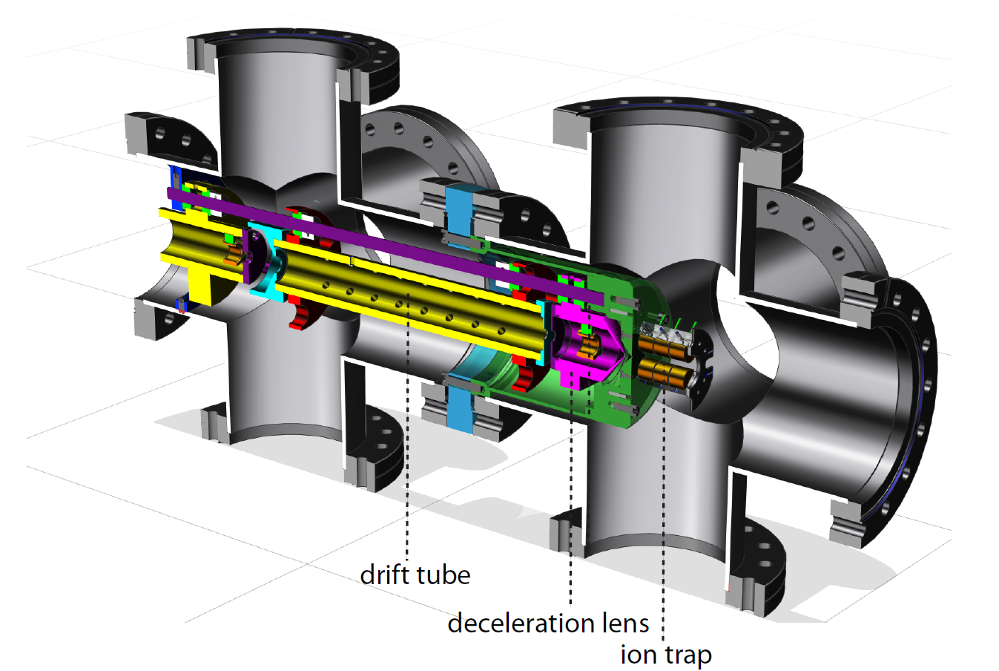 drift tube
deceleration lens
ion trap